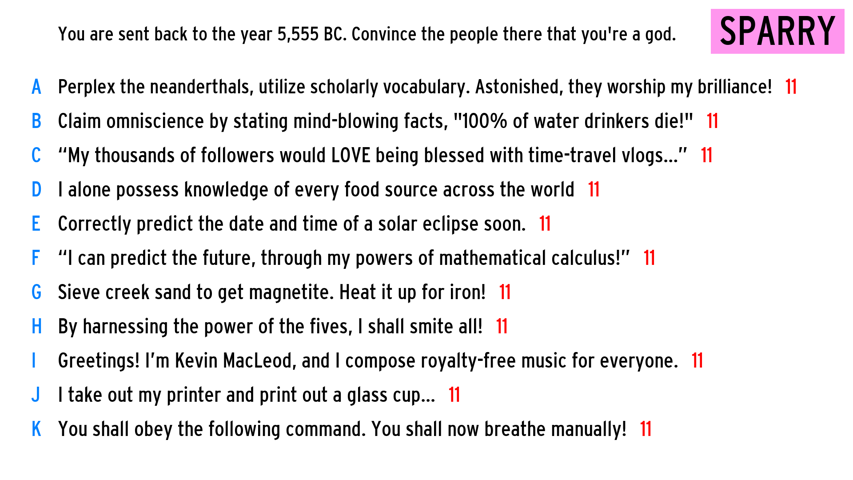 You are sent back to the year 5,555 BC. Convince the people there that you're a god.
SPARRY
A Perplex the neanderthals, utilize scholarly vocabulary. Astonished, they worship my brilliance! 11
B Claim omniscience by stating mind-blowing facts, "100% of water drinkers die!" 11
C “My thousands of followers would LOVE being blessed with time-travel vlogs...” 11
D I alone possess knowledge of every food source across the world 11
E Correctly predict the date and time of a solar eclipse soon. 11
F “I can predict the future, through my powers of mathematical calculus!” 11
G Sieve creek sand to get magnetite. Heat it up for iron! 11
H By harnessing the power of the fives, I shall smite all! 11
I Greetings! I’m Kevin MacLeod, and I compose royalty-free music for everyone. 11
J I take out my printer and print out a glass cup... 11
K You shall obey the following command. You shall now breathe manually! 11